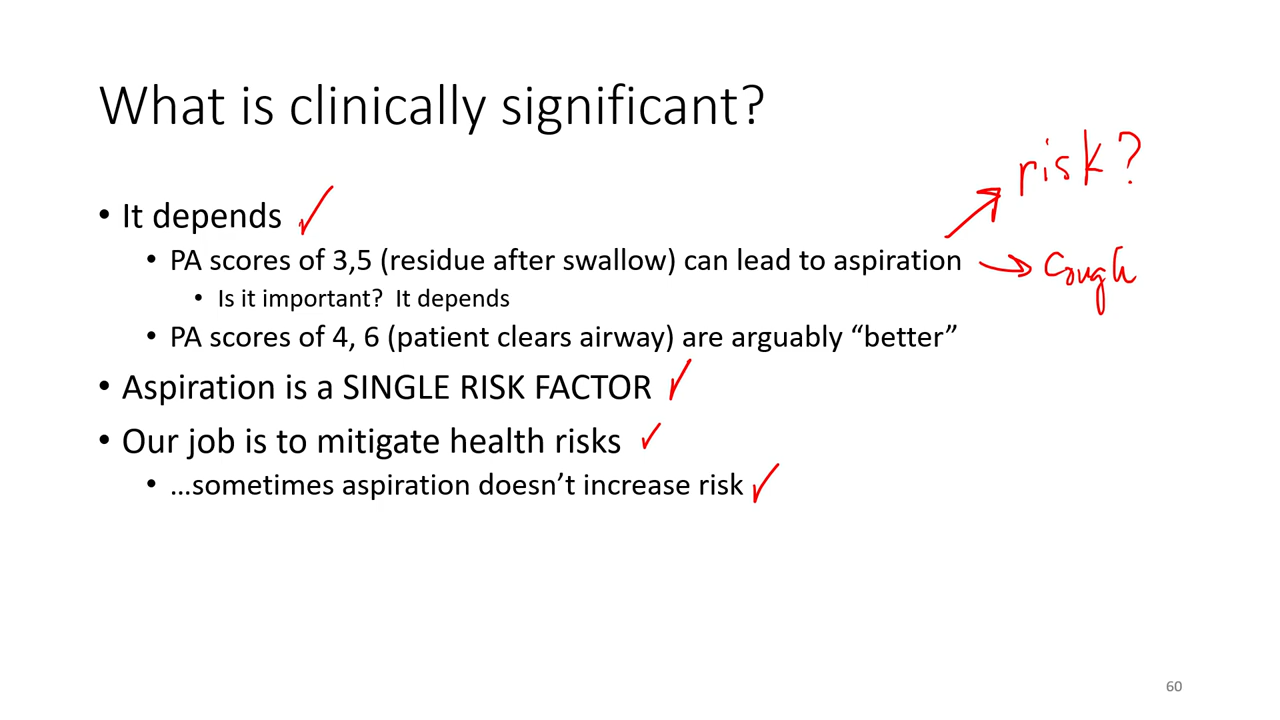 What is clinically significant?
risk?
• It depends
• PA scores of 3,5 (residue after swallow) can lead to aspiration
cough
• Is it important?  It depends
• PA scores of 4, 6 (patient clears airway) are arguably “better”
• Aspiration is a SINGLE RISK FACTOR
• Our job is to mitigate health risks
• …sometimes aspiration doesn’t increase risk
60